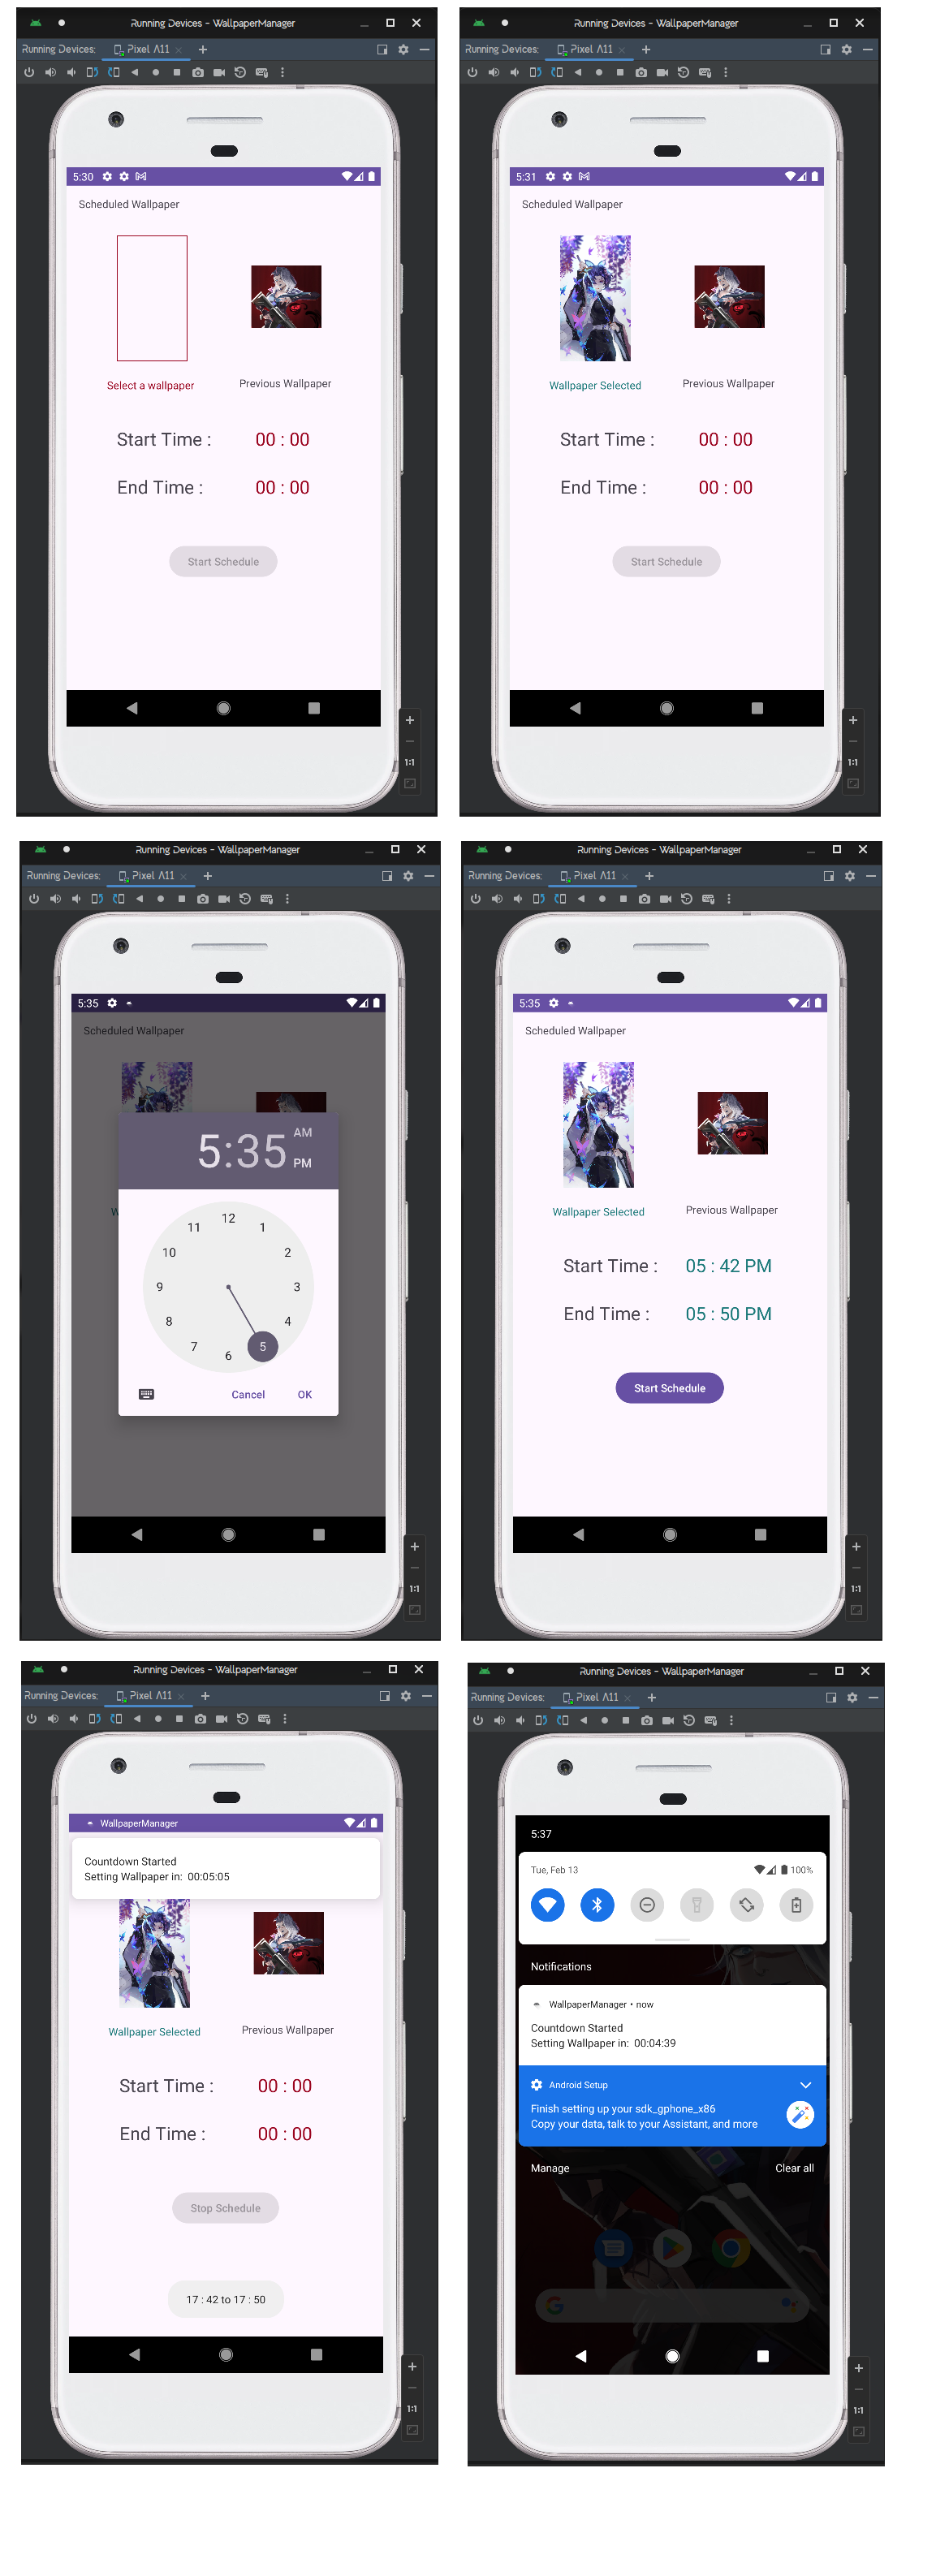 Running Devices - WallpaperManager
Running Devices: Pixel A11
5:30
Scheduled Wallpaper
Select a wallpaper
Previous Wallpaper
Start Time : 00 : 00
End Time : 00 : 00
Start Schedule
1:1
Running Devices - WallpaperManager
Running Devices: Pixel A11
5:31
Scheduled Wallpaper
Wallpaper Selected
Previous Wallpaper
Start Time : 00 : 00
End Time : 00 : 00
Start Schedule
1:1
Running Devices - WallpaperManager
Running Devices: Pixel A11
5:35
Scheduled Wallpaper
W
5:35 AM PM
12
11 1
10 2
9 3
8 4
7 5
6
Cancel OK
1:1
Running Devices - WallpaperManager
Running Devices: Pixel A11
5:35
Scheduled Wallpaper
Wallpaper Selected
Previous Wallpaper
Start Time : 05 : 42 PM
End Time : 05 : 50 PM
Start Schedule
1:1
Running Devices - WallpaperManager
Running Devices: Pixel A11
WallpaperManager
Countdown Started
Setting Wallpaper in: 00:05:05
Wallpaper Selected
Previous Wallpaper
Start Time : 00 : 00
End Time : 00 : 00
Stop Schedule
17 : 42 to 17 : 50
1:1
Running Devices - WallpaperManager
Running Devices: Pixel A11
5:37
Tue, Feb 13 100%
Notifications
WallpaperManager • now
Countdown Started
Setting Wallpaper in: 00:04:39
Android Setup
Finish setting up your sdk_gphone_x86
Copy your data, talk to your Assistant, and more
Manage Clear all
1:1